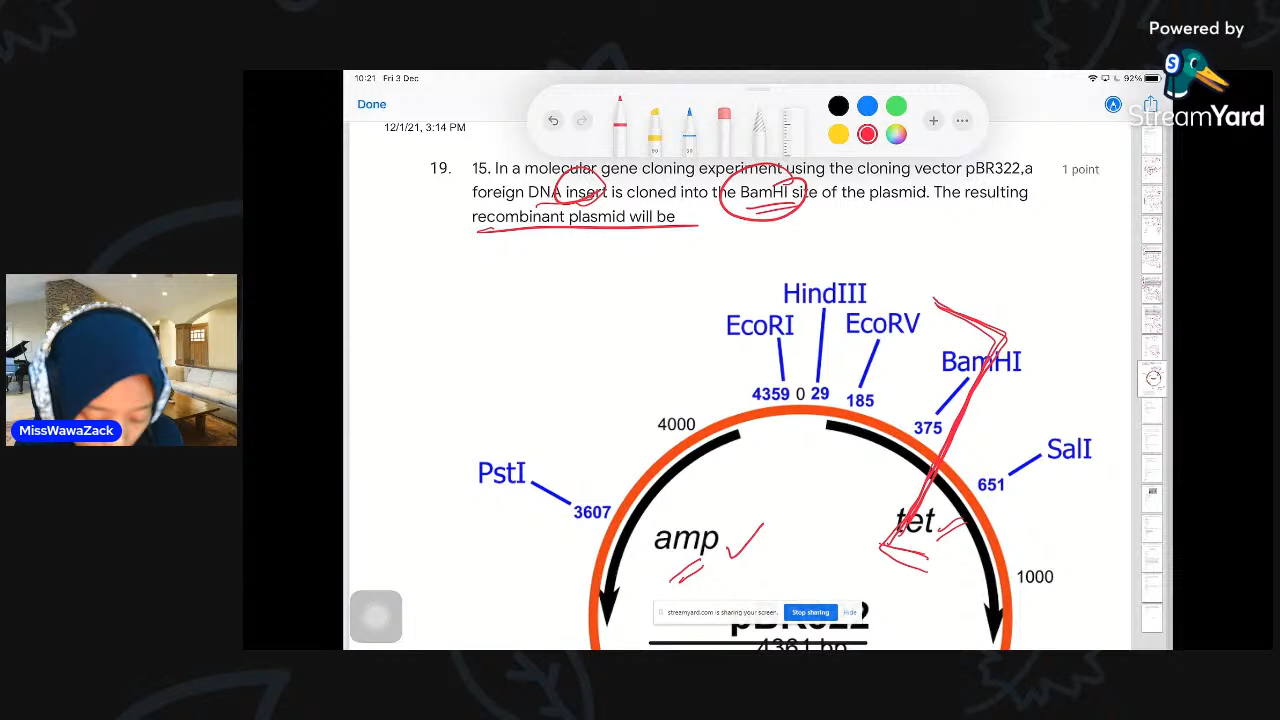 Powered by
StreamYard
S
10:21 Fri 3 Dec
92%
Done
12/1/21, 3:14 PM
19. 15. In a molecular gene cloning experiment using the cloning vector pBR322,a 1 point
foreign DNA insert is cloned into the BamHI site of the plasmid. The resulting
recombinant plasmid will be
HindIII
EcoRI
EcoRV
BamHI
4359 0 29
185
4000
375
SalI
PstI
651
3607
tet
amp
1000
streamyard.com is sharing your screen. Stop sharing Hide
pBR322
4361 bp
MissWawaZack